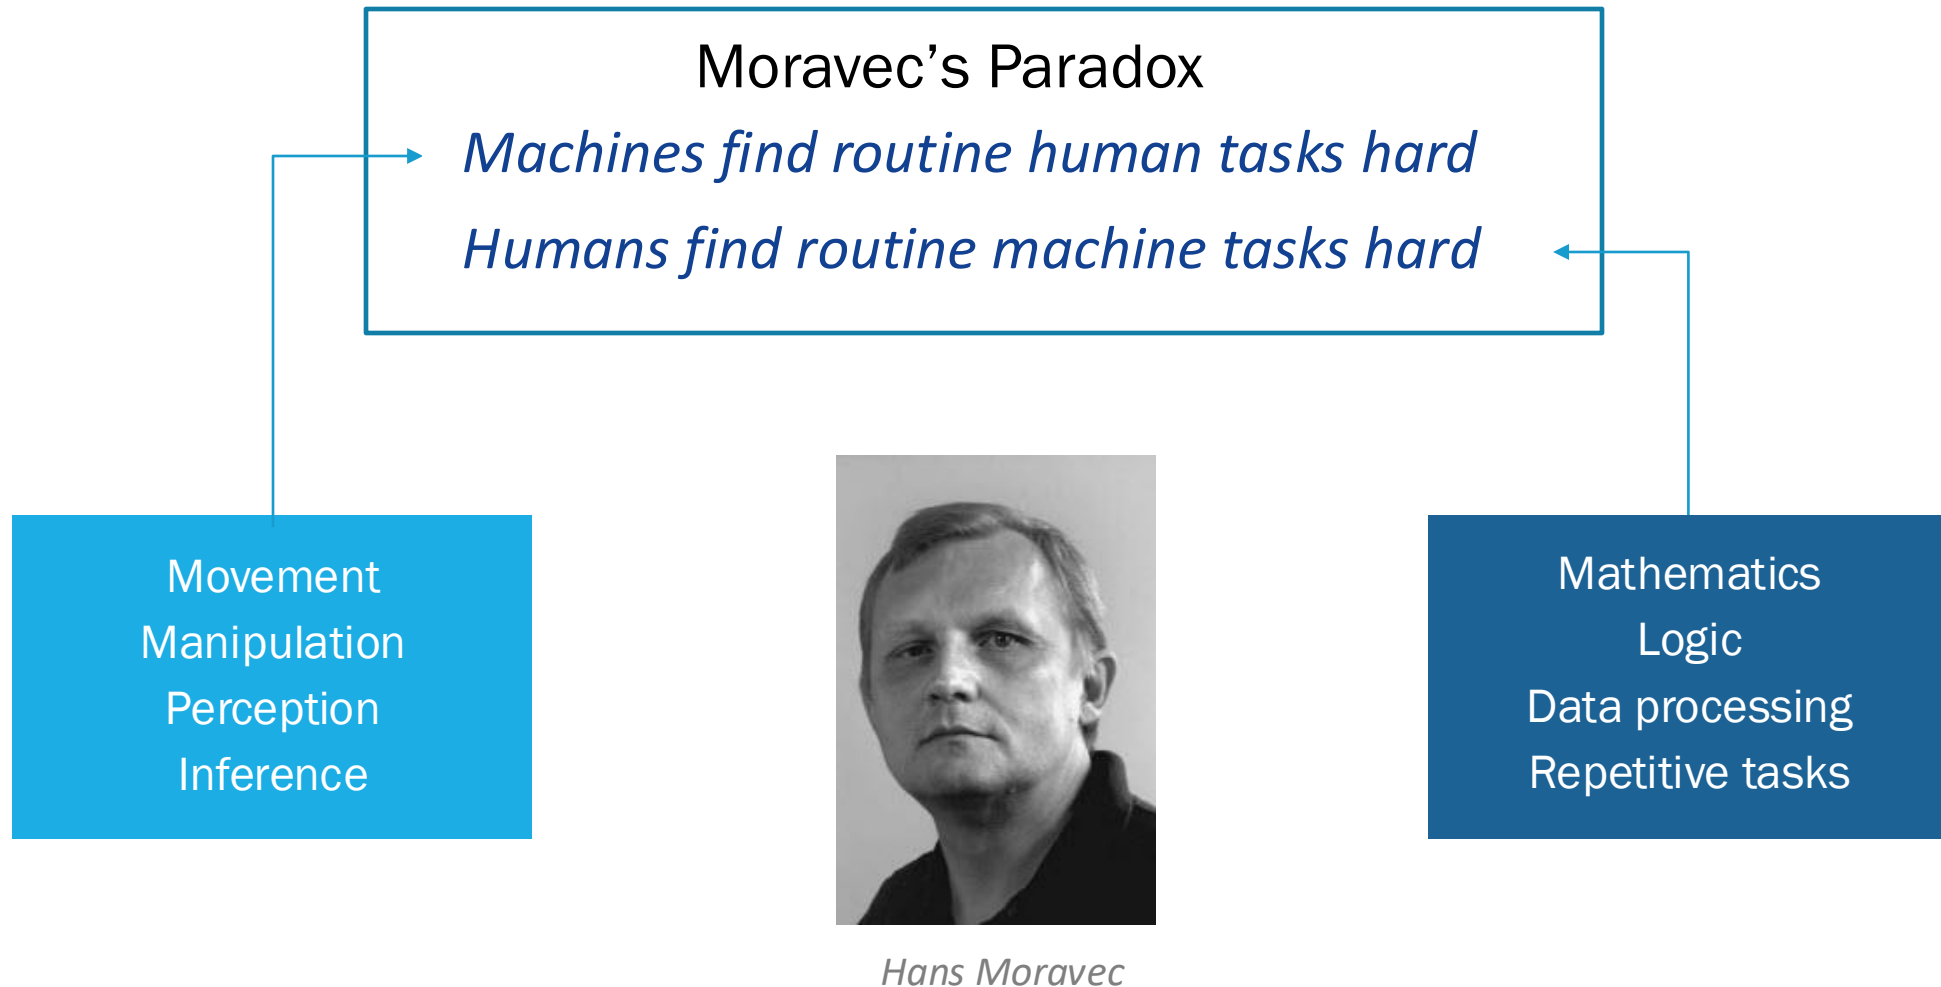 Moravec’s Paradox
Machines find routine human tasks hard
Humans find routine machine tasks hard
Movement
Manipulation
Perception
Inference
Mathematics
Logic
Data processing
Repetitive tasks
Hans Moravec